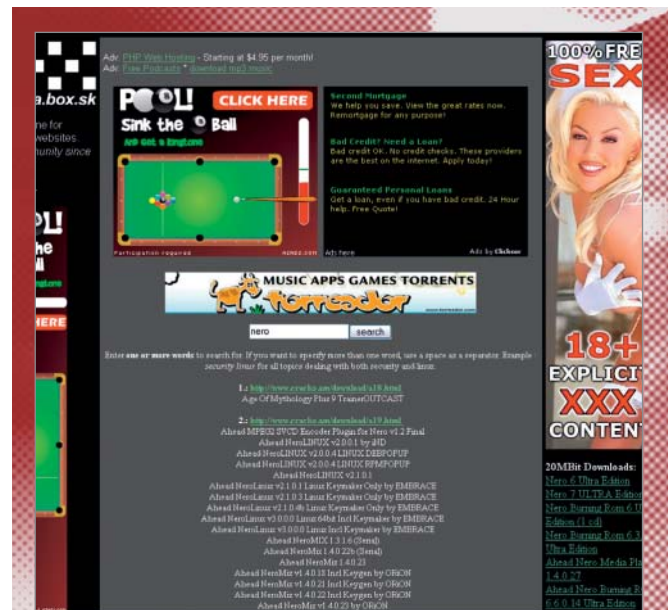 Adv: PHP Web Hosting - Starting at $4.95 per month!
Adv: Free Podcasts * download mp3 music
a.box.sk
ne for
websites.
munity since
L!
he
ll
HERE
POOL!
CLICK HERE
Sink the 8 Ball
And Get a Ringtone
Participation required
Second Mortgage
We help you save. View the great rates now.
Remortgage for any purpose!
Bad Credit? Need a Loan?
Bad credit OK. No credit checks. These providers
are the best on the internet. Apply today!
Guaranteed Personal Loans
Get a loan, even if you have bad credit. 24 Hour
help. Free Quote!
Ads here
Ads by Clicksor
MUSIC APPS GAMES TORRENTS
torreador
nero
search
Enter one or more words to search for. If you want to specify more than one word, use a space as a separator. Example
security linux for all topics dealing with both security and linux.
1.: http://www.cracks.am/download/a19.html
Age Of Mythology Plus 9 TrainerOUTCAST
2.: http://www.cracks.am/download/a19.html
Ahead MPEG2 SVCD Encoder Plugin for Nero v1.2 Final
Ahead NeroLINUX v2.0.0.1 by iND
Ahead NeroLINUX v2.0.0.4 LINUX DEBPOPUP
Ahead NeroLINUX v2.0.0.4 LINUX RPMPOPUP
Ahead NeroLINUX v2.1.0.1
Ahead NeroLinux v2.1.0.1 Linux Keymaker Only by EMBRACE
Ahead NeroLinux v2.1.0.3 Linux Keymaker Only by EMBRACE
Ahead NeroLinux v2.1.0.4b Linux Keymaker Only by EMBRACE
Ahead NeroLinux v3.0.0.0 Linux 64bit Incl Keymaker by EMBRACE
Ahead NeroLinux v3.0.0.0 Linux Incl Keymaker by EMBRACE
Ahead NeroMIX 1.3.1.6 (Serial)
Ahead NeroMix 1.4.0.22b (Serial)
Ahead NeroMix 1.4.0.23
Ahead NeroMix v1.4.0.18 Incl Keygen by ORiON
Ahead NeroMix v1.4.0.21 Incl Keygen by ORiON
Ahead NeroMix v1.4.0.22 Incl Keygen by ORiON
Ahead NeroMix v1.4.0.23 by ORiON
100% FREE
SEX
18+
EXPLICIT
XXX
CONTENT
20MBit Downloads:
Nero 6 Ultra Edition
Nero 7 ULTRA Edition
Nero Burning Rom 6 U
Edition (1 cd)
Nero Burning Rom 6.3
Ultra Edition
Ahead Nero Media Pla
1.4.0.27
Ahead Nero Burning R
6.6.0.14 Ultra Edition